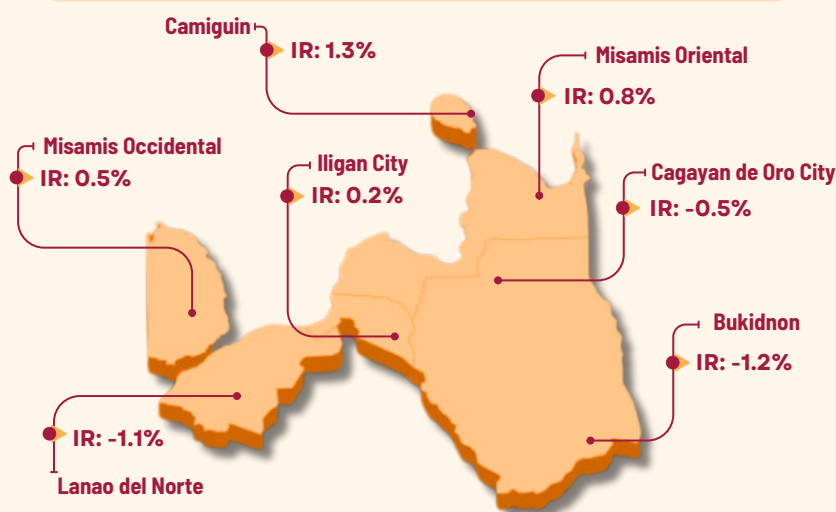 Camiguin
IR: 1.3%
Misamis Oriental
IR: 0.8%
Misamis Occidental
IR: 0.5%
Iligan City
IR: 0.2%
Cagayan de Oro City
IR: -0.5%
Bukidnon
IR: -1.2%
IR: -1.1%
Lanao del Norte